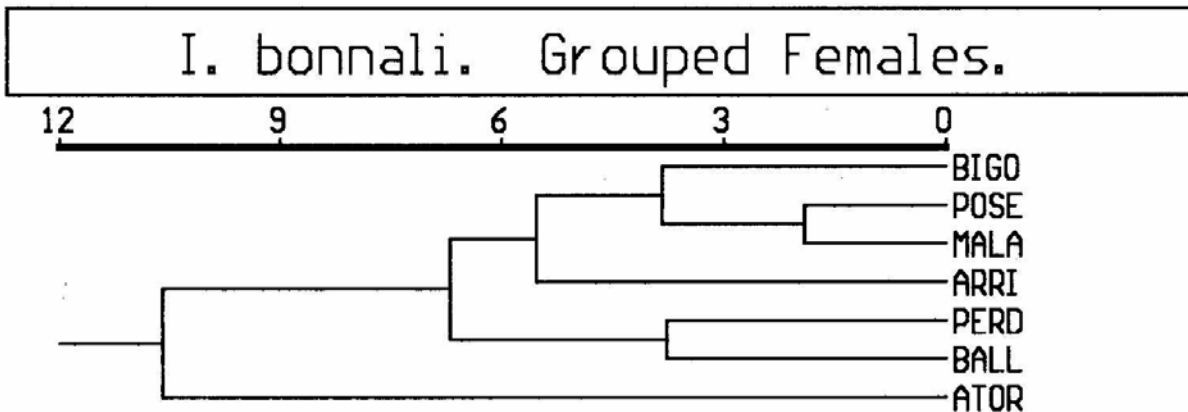 I. bonnali. Grouped Females.
12 9 6 3 0
BIGO
POSE
MALA
ARRI
PERD
BALL
ATOR